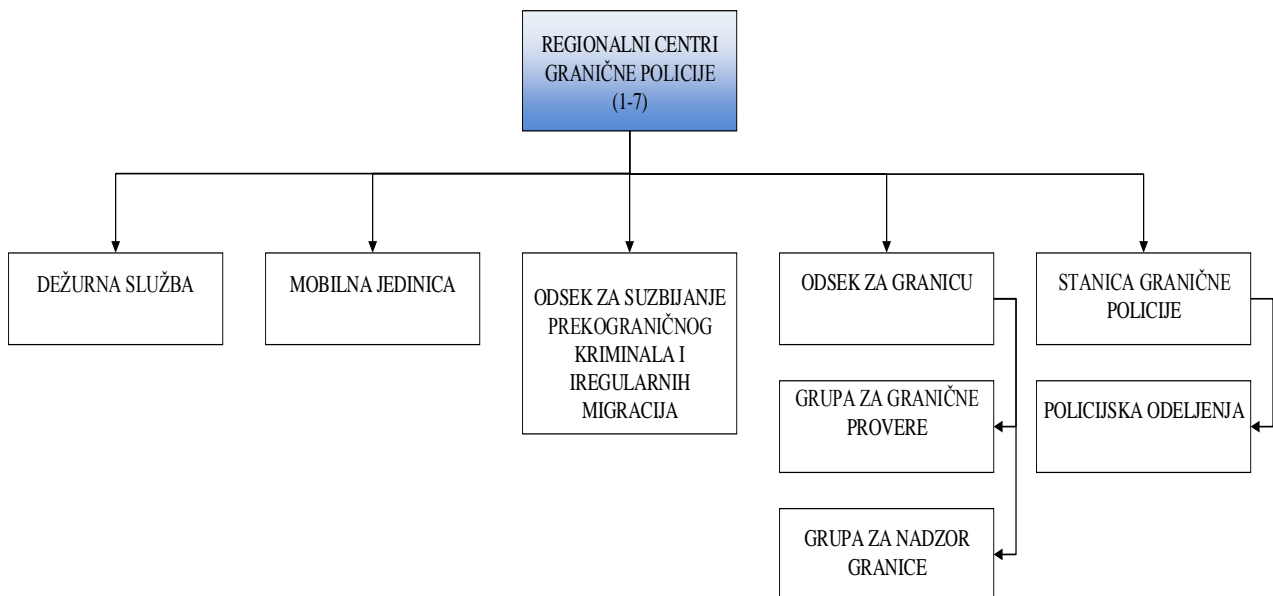 REGIONALNI CENTRI
GRANIČNE POLICIJE
(1-7)
DEŽURNA SLUŽBA
MOBILNA JEDINICA
ODSEK ZA SUZBIJANJE
PREKOGRANIČNOG
KRIMINALA I
IREGULARNIH
MIGRACIJA
ODSEK ZA GRANICU
STANICA GRANIČNE
POLICIJE
GRUPA ZA GRANIČNE
PROVERE
POLICIJSKA ODELJENJA
GRUPA ZA NADZOR
GRANICE